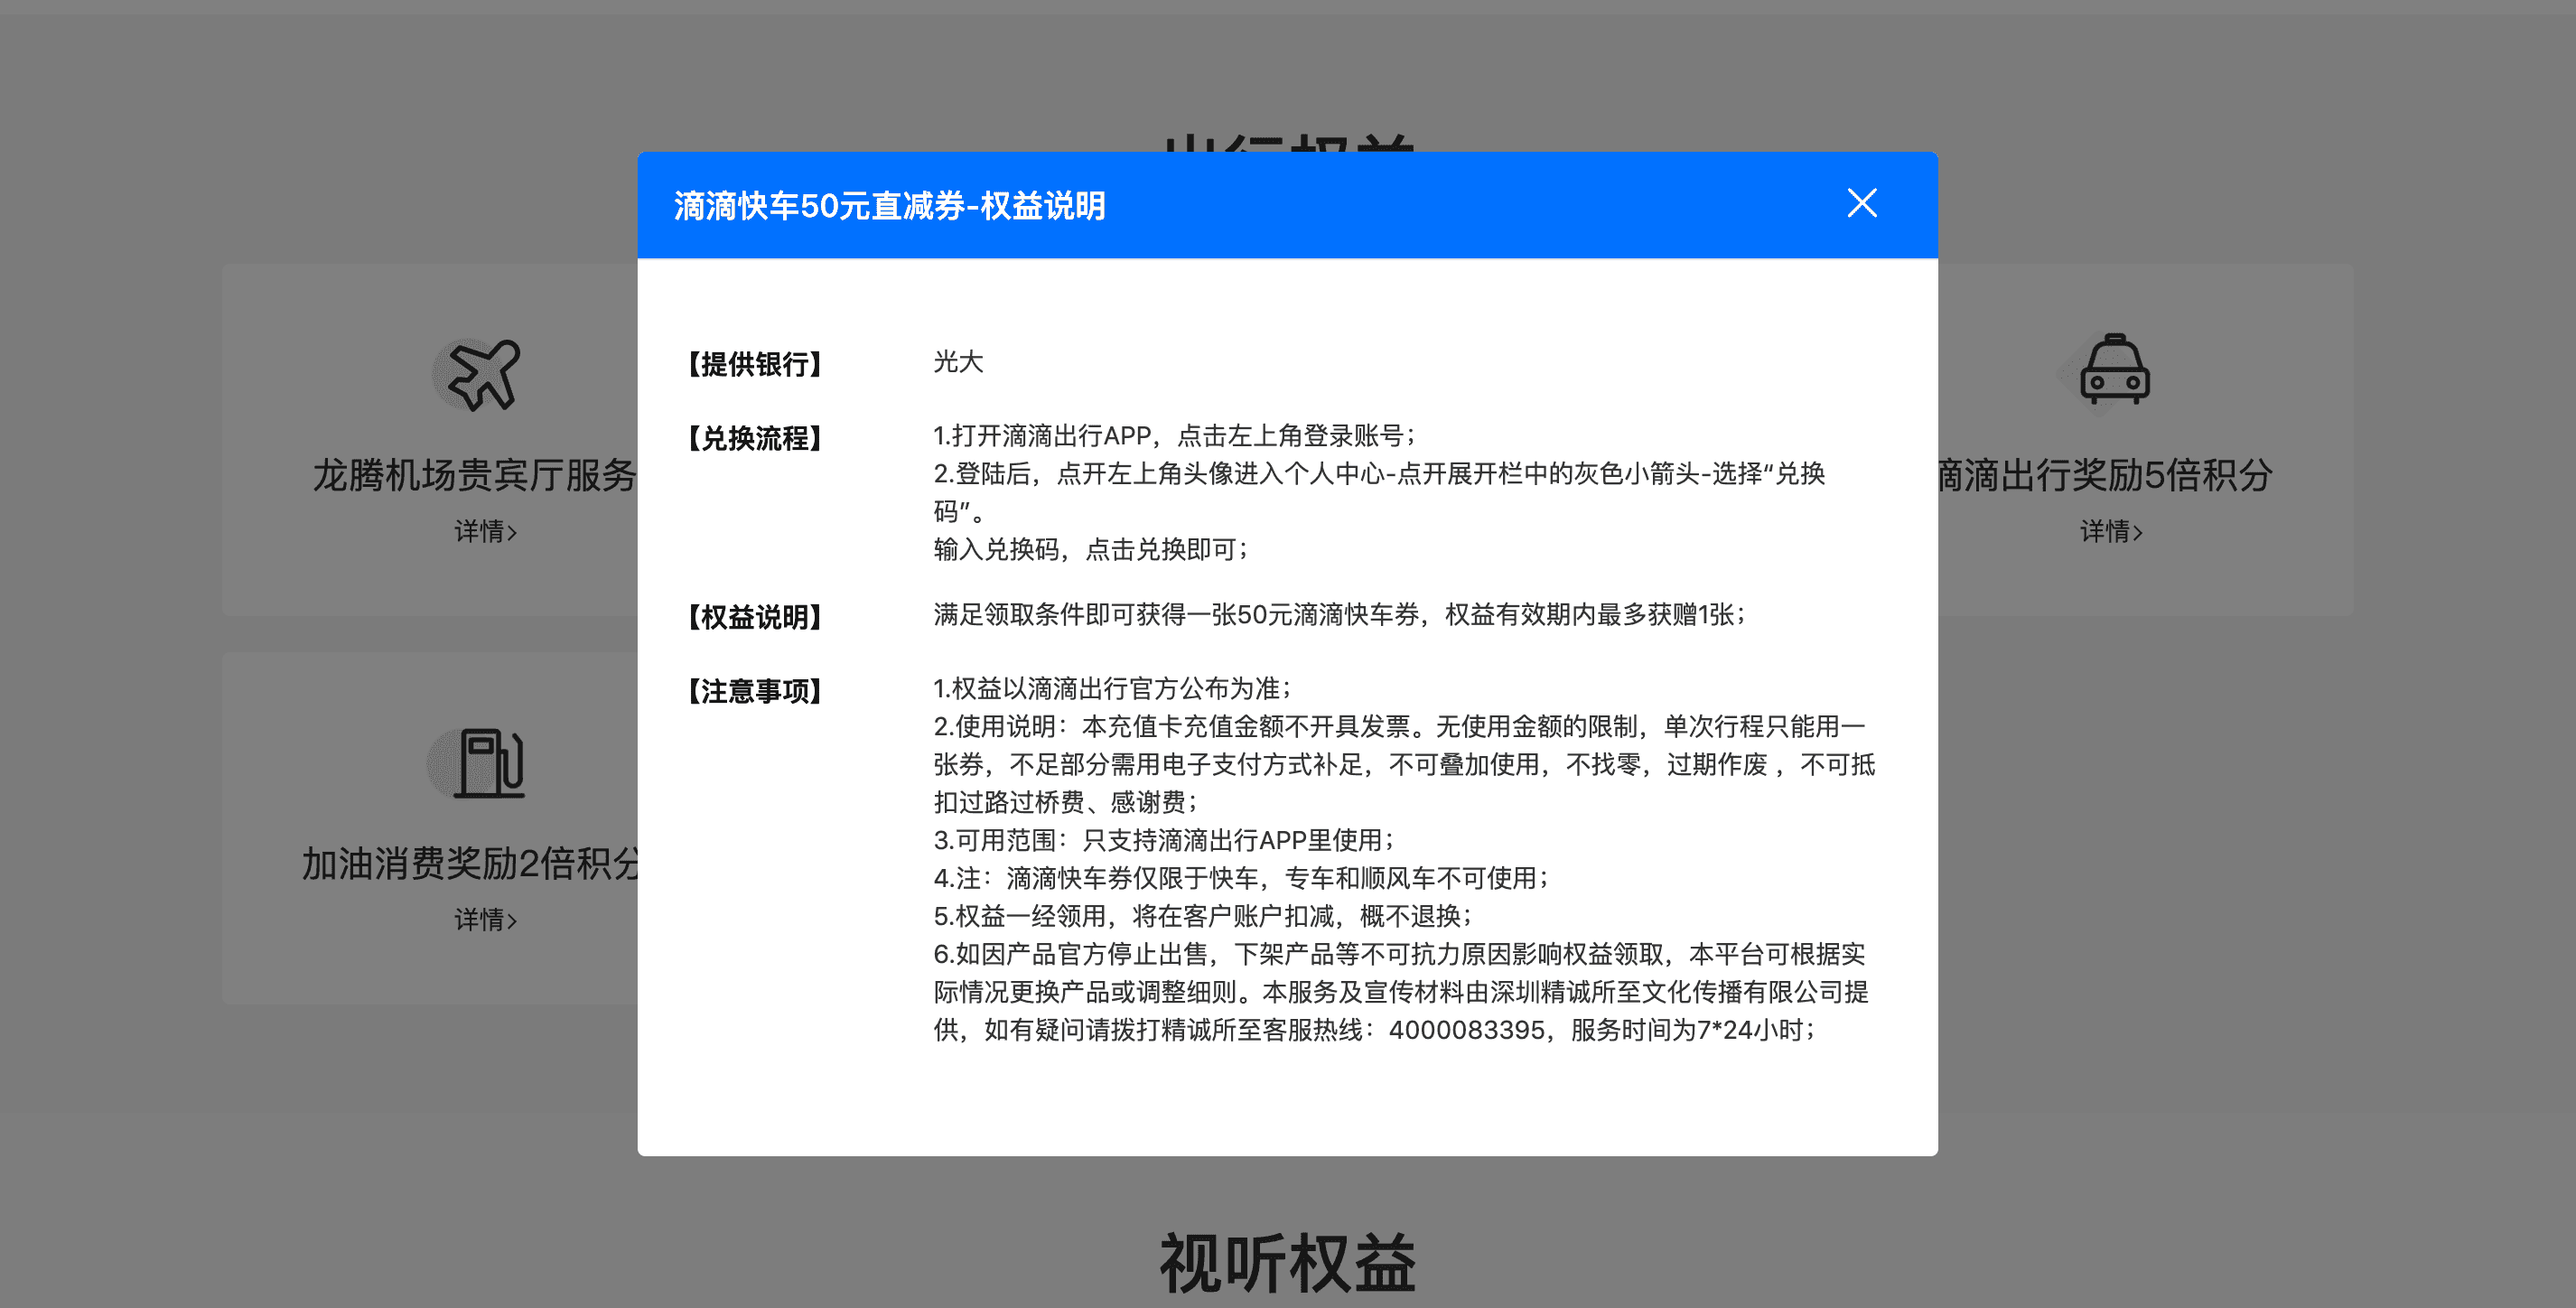 出行权益
滴滴快车50元直减券-权益说明
【提供银行】
光大
【兑换流程】
1.打开滴滴出行APP，点击左上角登录账号；
2.登陆后，点开左上角头像进入个人中心-点开展开栏中的灰色小箭头-选择“兑换
码”。
输入兑换码，点击兑换即可；
【权益说明】
满足领取条件即可获得一张50元滴滴快车券，权益有效期内最多获赠1张；
【注意事项】
1.权益以滴滴出行官方公布为准；
2.使用说明：本充值卡充值金额不开具发票。无使用金额的限制，单次行程只能用一
张券，不足部分需用电子支付方式补足，不可叠加使用，不找零，过期作废 ，不可抵
扣过路过桥费、感谢费；
3.可用范围：只支持滴滴出行APP里使用；
4.注：滴滴快车券仅限于快车，专车和顺风车不可使用；
5.权益一经领用，将在客户账户扣减，概不退换；
6.如因产品官方停止出售，下架产品等不可抗力原因影响权益领取，本平台可根据实
际情况更换产品或调整细则。本服务及宣传材料由深圳精诚所至文化传播有限公司提
供，如有疑问请拨打精诚所至客服热线：4000083395，服务时间为7*24小时；
龙腾机场贵宾厅服务
详情>
滴滴出行奖励5倍积分
详情>
加油消费奖励2倍积分
详情>
视听权益